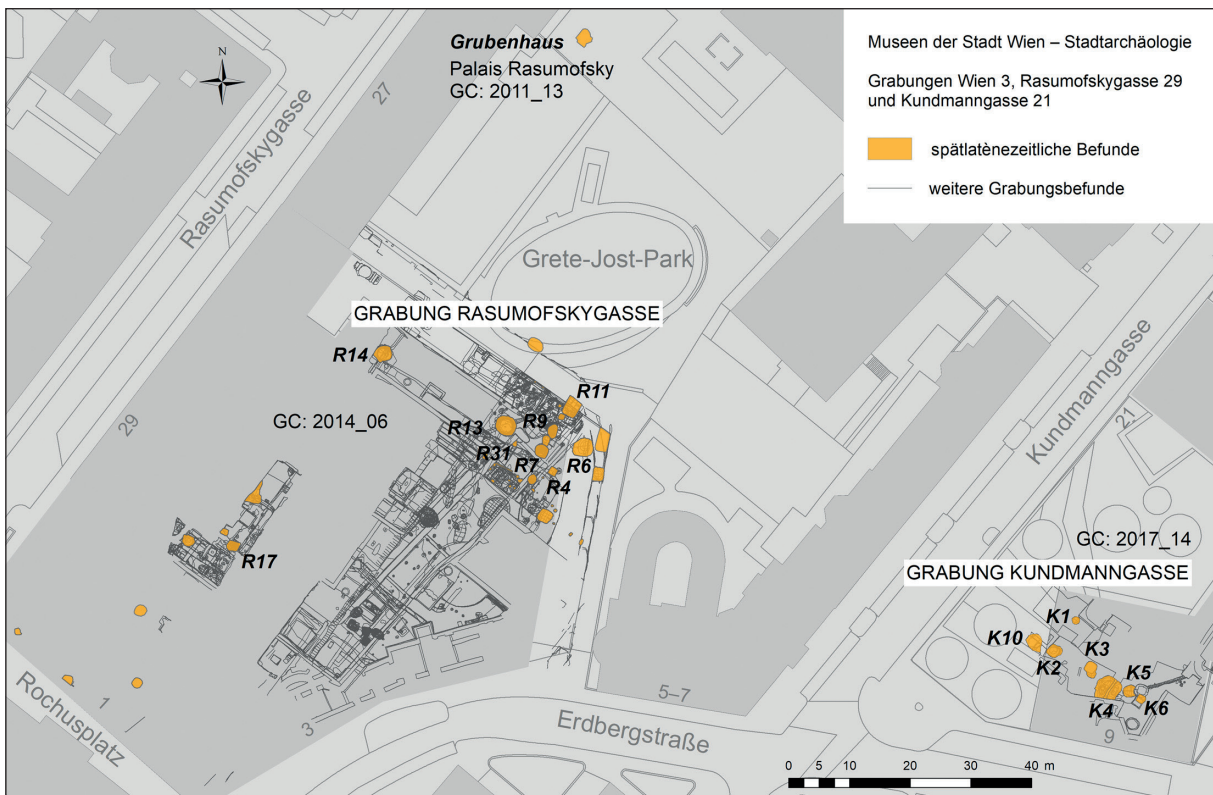 N
Rasumofskygasse
27
29
Grubenhaus
Palais Rasumofsky
GC: 2011_13
Museen der Stadt Wien – Stadtarchäologie
Grabungen Wien 3, Rasumofskygasse 29
und Kundmanngasse 21
spätlatènezeitliche Befunde
weitere Grabungsbefunde
Grete-Jost-Park
GRABUNG RASUMOFSKYGASSE
R14
R11
GC: 2014_06
R13
R9
R31
R7
R6
R4
R17
Kundmanngasse
21
GC: 2017_14
GRABUNG KUNDMANNGASSE
K1
K10
K2
K3
K5
K4
K6
9
Rochusplatz
1
3
5–7
Erdbergstraße
0 5 10 20 30 40 m